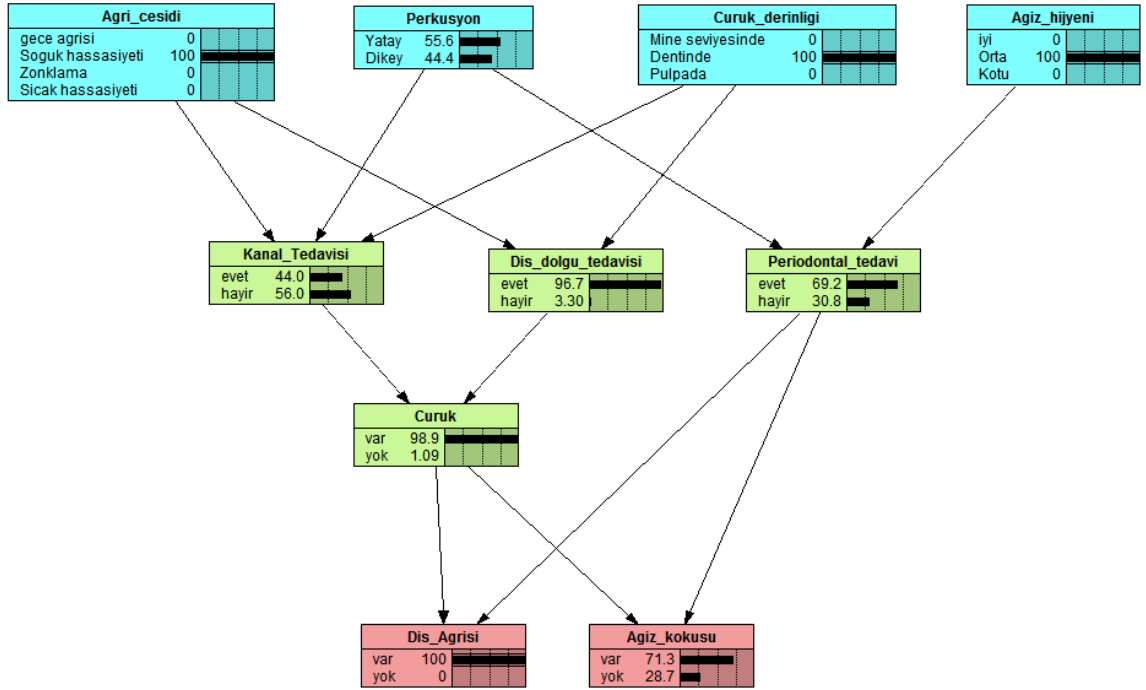 Agri_cesidi
gece agrisi 0
Soguk hassasiyeti 100
Zonklama 0
Sicak hassasiyeti 0
Perkusyon
Yatay 55.6
Dikey 44.4
Curuk_derinligi
Mine seviyesinde 0
Dentinde 100
Pulpada 0
Agiz_hijyeni
iyi 0
Orta 100
Kotu 0
Kanal_Tedavisi
evet 44.0
hayir 56.0
Dis_dolgu_tedavisi
evet 96.7
hayir 3.30
Periodontal_tedavi
evet 69.2
hayir 30.8
Curuk
var 98.9
yok 1.09
Dis_Agrisi
var 100
yok 0
Agiz_kokusu
var 71.3
yok 28.7